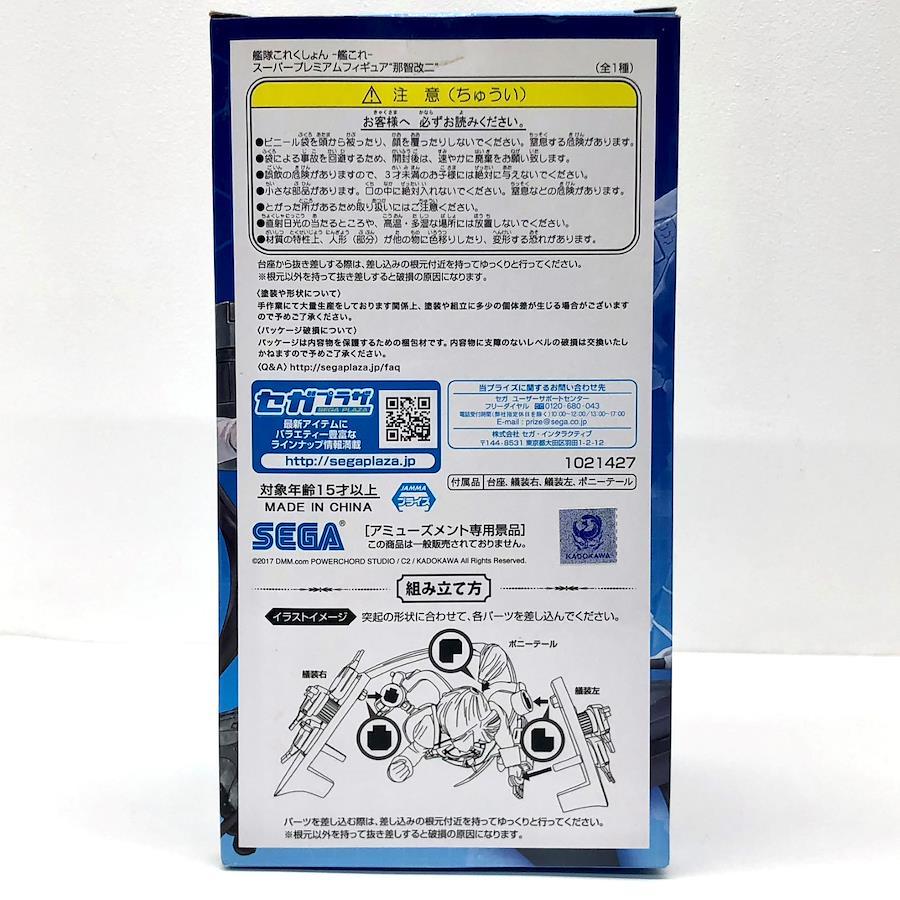 艦隊これくしょん -艦これ-
スーパープレミアムフィギュア"那智改二"
(全1種)
⚠ 注 意(ちゅうい)
お客様へ 必ずお読みください。
●ビニール袋を頭から被ったり、顔を覆ったりしないでください。窒息する危険があります。
●袋による事故を回避するため、開封後は、速やかに廃棄をお願い致します。
●誤飲の危険がありますので、3才未満のお子様には絶対に与えないでください。
●小さな部品があります。口の中に絶対入れないでください。窒息などの危険があります。
●とがった所があるため取り扱いにはご注意ください。
●直射日光の当たるところや、高温・多湿な場所には放置しないでください。
●材質の特性上、人形(部分)が他の物に色移りしたり、変形する恐れがあります。
台座から抜き差しする際は、差し込みの根元付近を持ってゆっくりと行ってください。
※根元以外を持って抜き差しすると破損の原因になります。
〈塗装や形状について〉
手作業にて大量生産をしております関係上、塗装や組立に多少の個体差が生じる場合がございます
ので予めご了承ください。
〈パッケージ破損について〉
パッケージは内容物を保護するための梱包材です。内容物に支障のないレベルの破損は交換いたし
かねますので予めご了承ください。
〈Q&A〉http://segaplaza.jp/faq
セガプラザ
SEGA PLAZA
最新アイテムに
バラエティー豊富な
ラインナップ情報満載
http://segaplaza.jp
当プライズに関するお問い合わせ先
セガ ユーザーサポートセンター
フリーダイヤル 0120-680-043
電話受付時間(弊社指定休日を除く)10:00-12:00/13:00-17:00
E-mail : prize@sega.co.jp
株式会社 セガ・インタラクティブ
〒144-8531 東京都大田区羽田1-2-12
1021427
付属品 台座、艤装右、艤装左、ポニーテール
対象年齢15才以上
MADE IN CHINA
JAMMA
プライズ
SEGA®
[アミューズメント専用景品]
この商品は一般販売されておりません。
KADOKAWA
©2017 DMM.com POWERCHORD STUDIO / C2 / KADOKAWA All Rights Reserved.
組み立て方
イラストイメージ 突起の形状に合わせて、各パーツを差し込んでください。
ポニーテール
艤装右
艤装左
パーツを差し込む際は、差し込みの根元付近を持ってゆっくりと行ってください。
※根元以外を持って抜き差しすると破損の原因になります。